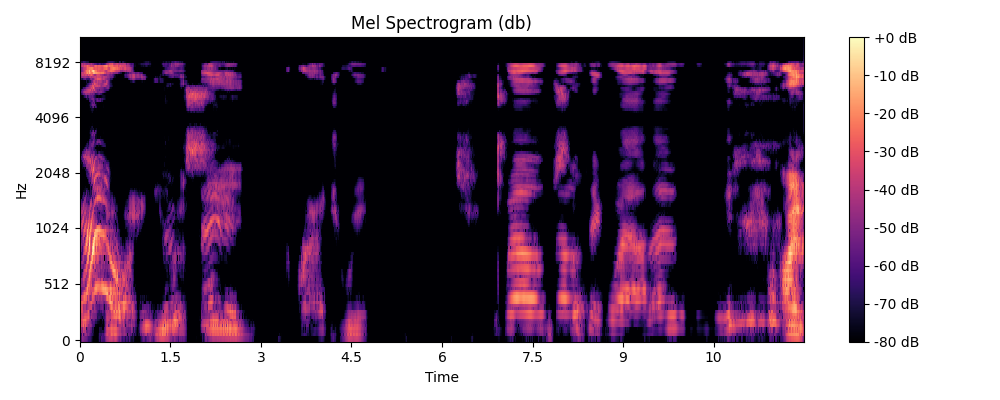 Mel Spectrogram (db)
8192
4096
2048
1024
512
0
Hz
0 1.5 3 4.5 6 7.5 9 10
Time
+0 dB
-10 dB
-20 dB
-30 dB
-40 dB
-50 dB
-60 dB
-70 dB
-80 dB